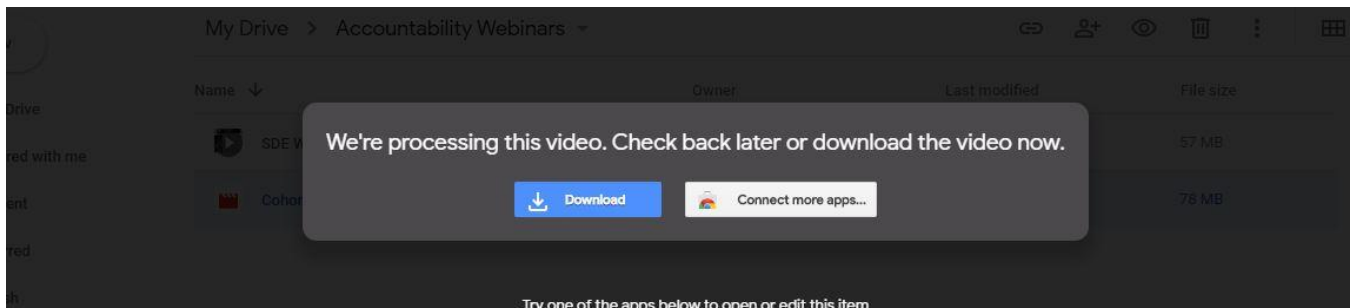 My Drive > Accountability Webinars
Name Owner Last modified File size
Drive
SDE 57 MB
We're processing this video. Check back later or download the video now.
red with me
Download Connect more apps...
ent Cohor 78 MB
rred
h
Try one of the apps below to open or edit this item